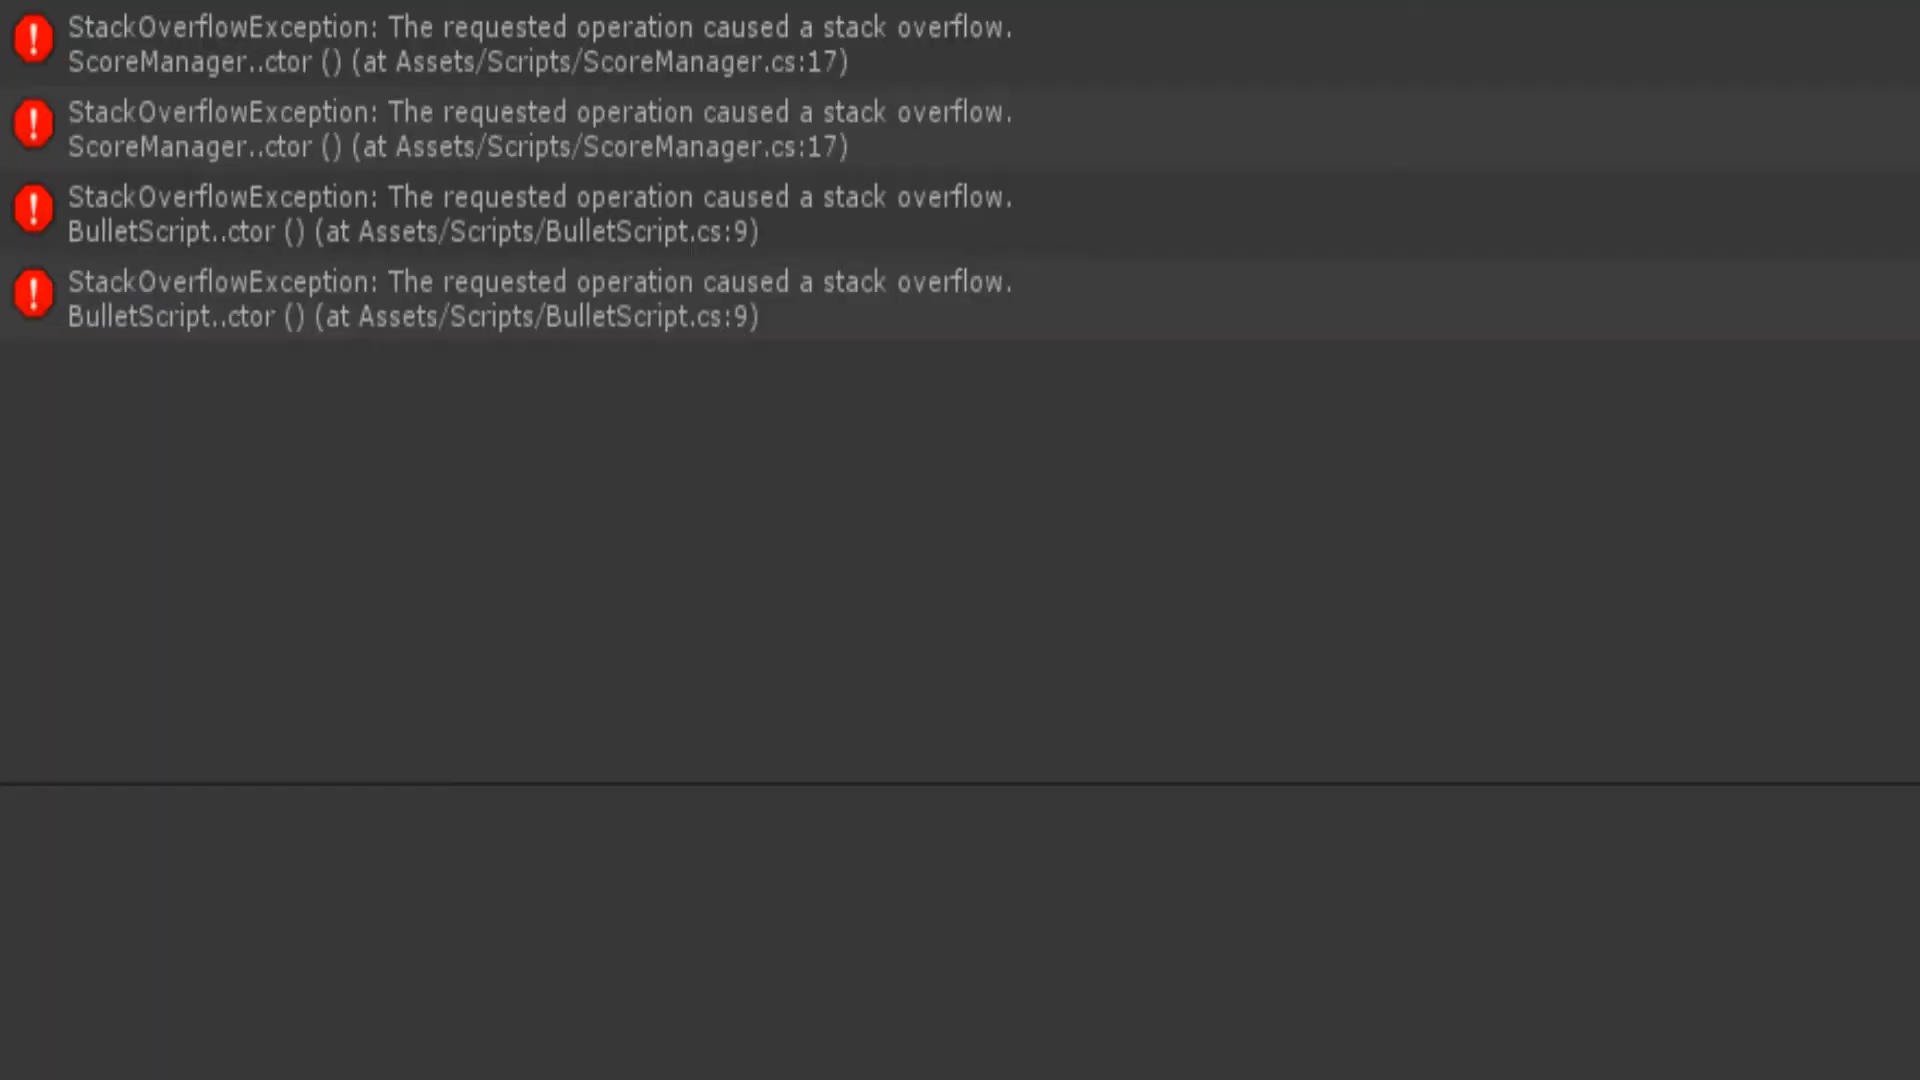 StackOverflowException: The requested operation caused a stack overflow.
ScoreManager..ctor () (at Assets/Scripts/ScoreManager.cs:17)
StackOverflowException: The requested operation caused a stack overflow.
ScoreManager..ctor () (at Assets/Scripts/ScoreManager.cs:17)
StackOverflowException: The requested operation caused a stack overflow.
BulletScript..ctor () (at Assets/Scripts/BulletScript.cs:9)
StackOverflowException: The requested operation caused a stack overflow.
BulletScript..ctor () (at Assets/Scripts/BulletScript.cs:9)